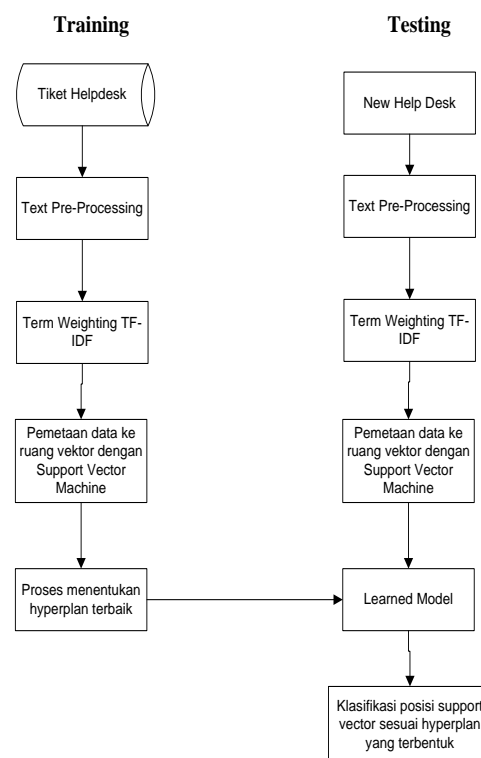 Training
Tiket Helpdesk
Text Pre-Processing
Term Weighting TF-
IDF
Pemetaan data ke
ruang vektor dengan
Support Vector
Machine
Proses menentukan
hyperplan terbaik
Testing
New Help Desk
Text Pre-Processing
Term Weighting TF-
IDF
Pemetaan data ke
ruang vektor dengan
Support Vector
Machine
Learned Model
Klasifikasi posisi support
vector sesuai hyperplan
yang terbentuk